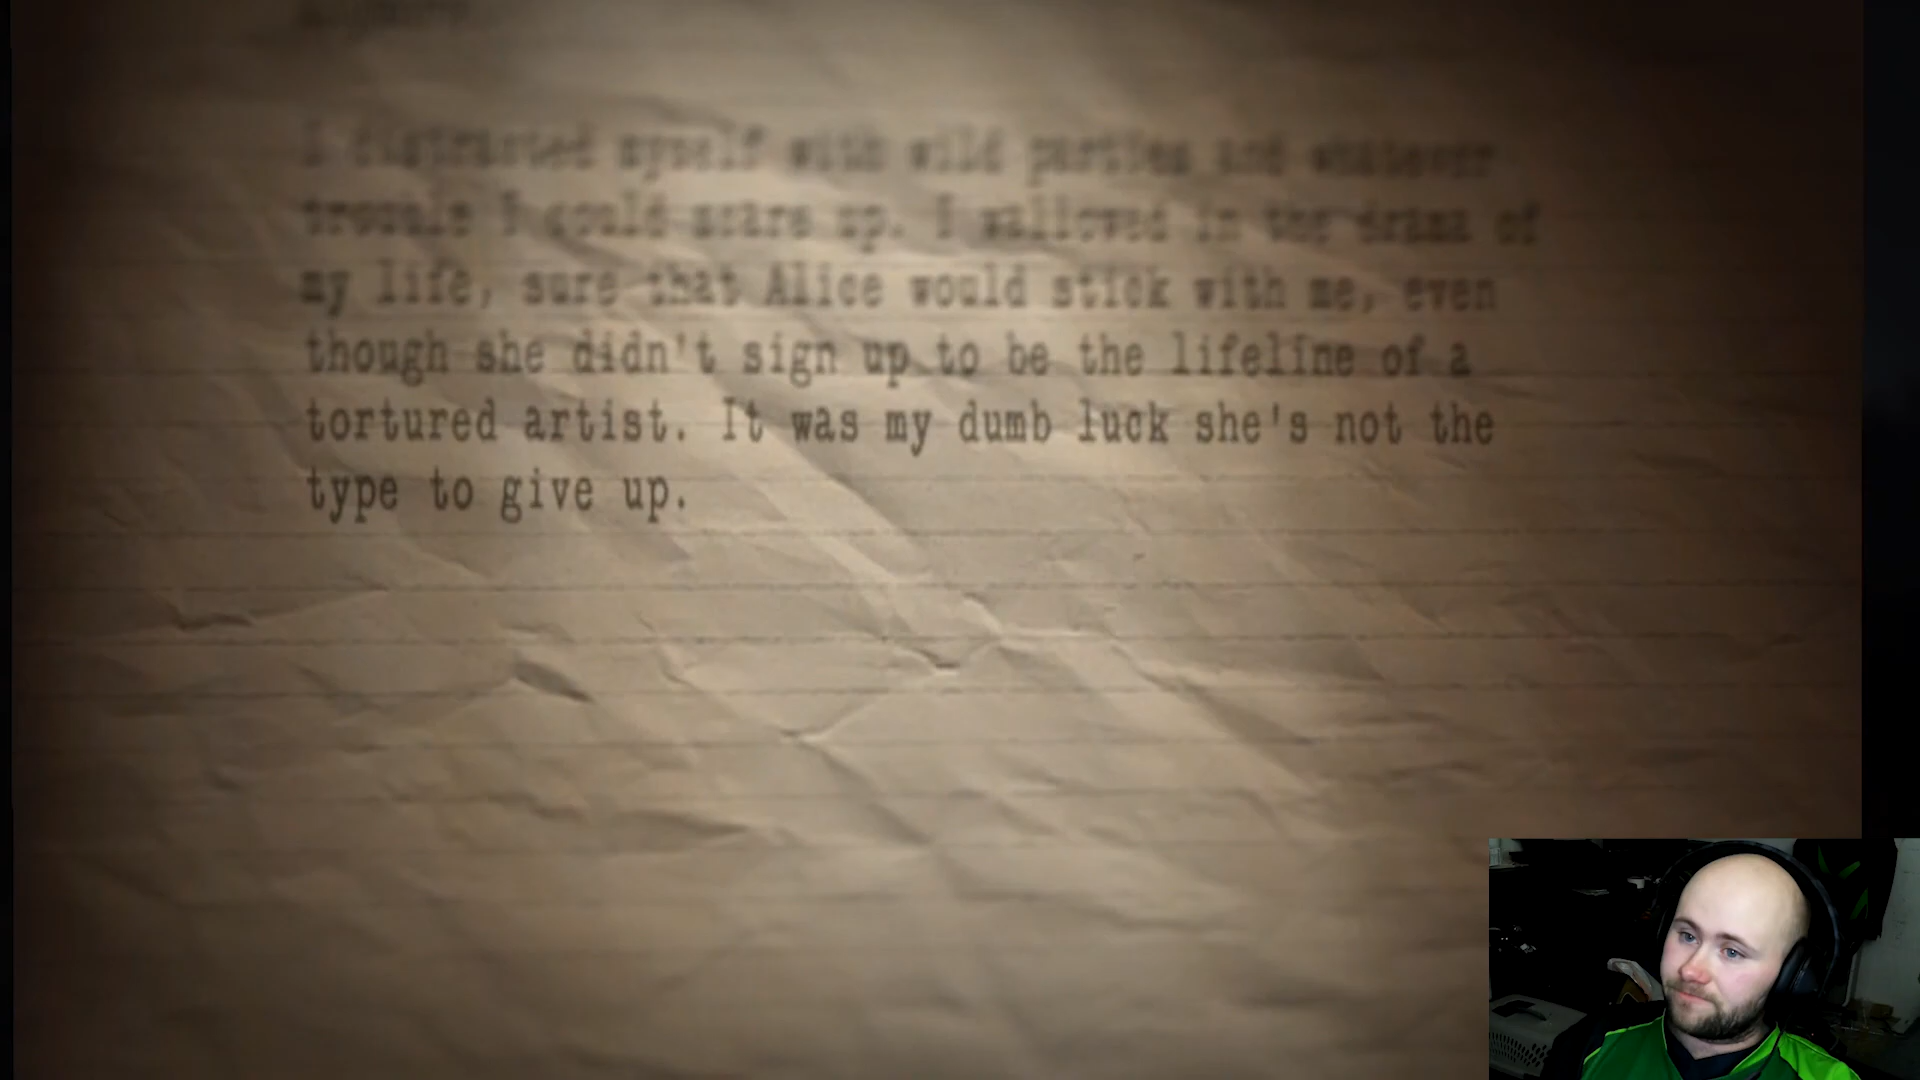 I distracted myself with wild parties and whatever
trouble I could scare up. I wallowed in the drama of
my life, sure that Alice would stick with me, even
though she didn't sign up to be the lifeline of a
tortured artist. It was my dumb luck she's not the
type to give up.